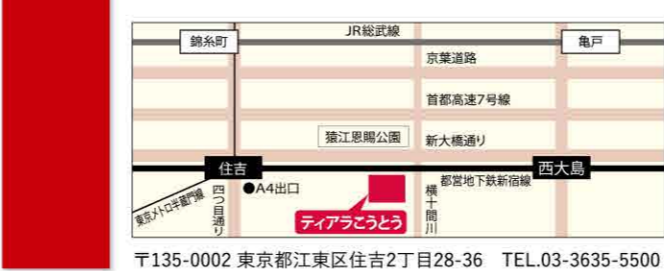 JR総武線
錦糸町
亀戸
京葉道路
首都高速7号線
猿江恩賜公園
新大橋通り
住吉
西大島
都営地下鉄新宿線
●A4出口
東京メトロ半蔵門線
四つ目通り
横十間川
ティアラこうとう
〒135-0002 東京都江東区住吉2丁目28-36 TEL.03-3635-5500